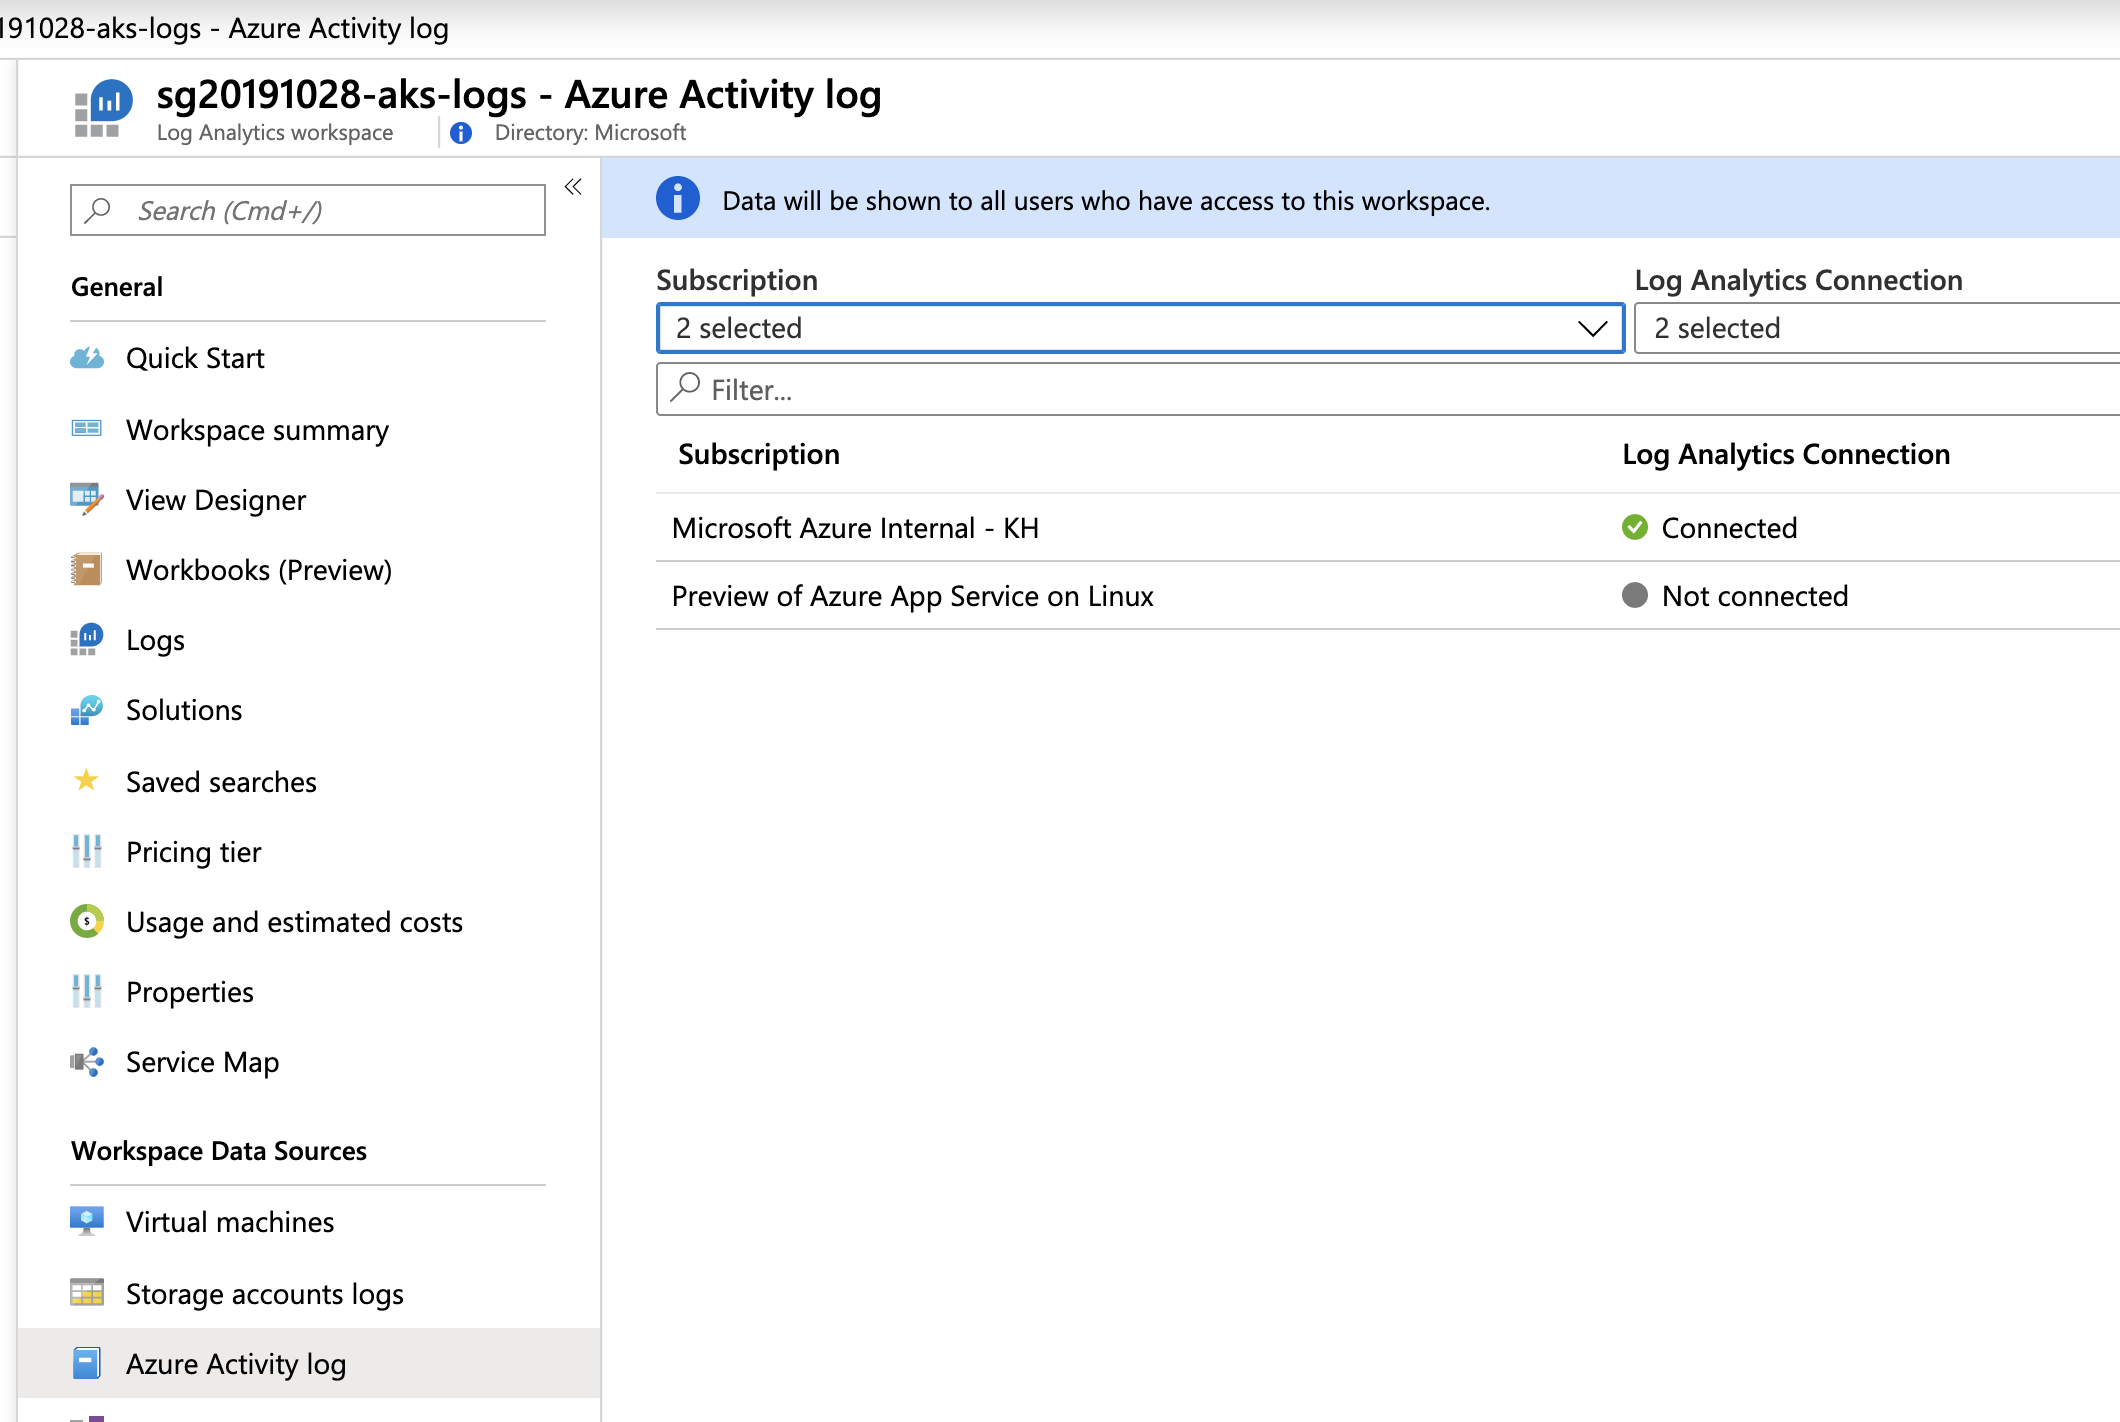 191028-aks-logs - Azure Activity log
sg20191028-aks-logs - Azure Activity log
Log Analytics workspace
Directory: Microsoft
Search (Cmd+/)
General
Quick Start
Workspace summary
View Designer
Workbooks (Preview)
Logs
Solutions
Saved searches
Pricing tier
Usage and estimated costs
Properties
Service Map
Workspace Data Sources
Virtual machines
Storage accounts logs
Azure Activity log
Data will be shown to all users who have access to this workspace.
Subscription
Log Analytics Connection
2 selected
2 selected
Filter...
Subscription
Log Analytics Connection
Microsoft Azure Internal - KH
Connected
Preview of Azure App Service on Linux
Not connected